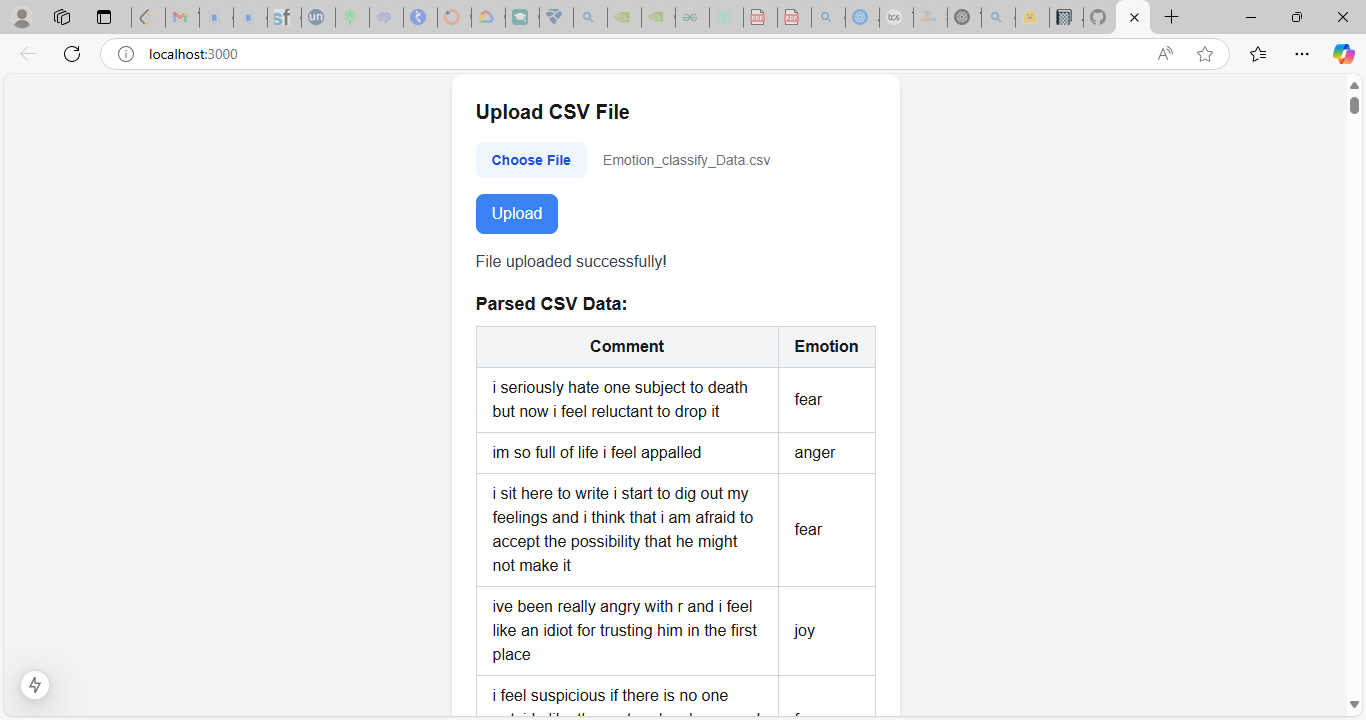 localhost:3000
Upload CSV File
Choose File Emotion_classify_Data.csv
Upload
File uploaded successfully!
Parsed CSV Data:
Comment Emotion
i seriously hate one subject to death
but now i feel reluctant to drop it
fear
im so full of life i feel appalled anger
i sit here to write i start to dig out my
feelings and i think that i am afraid to
accept the possibility that he might
not make it
fear
ive been really angry with r and i feel
like an idiot for trusting him in the first
place
joy
i feel suspicious if there is no one